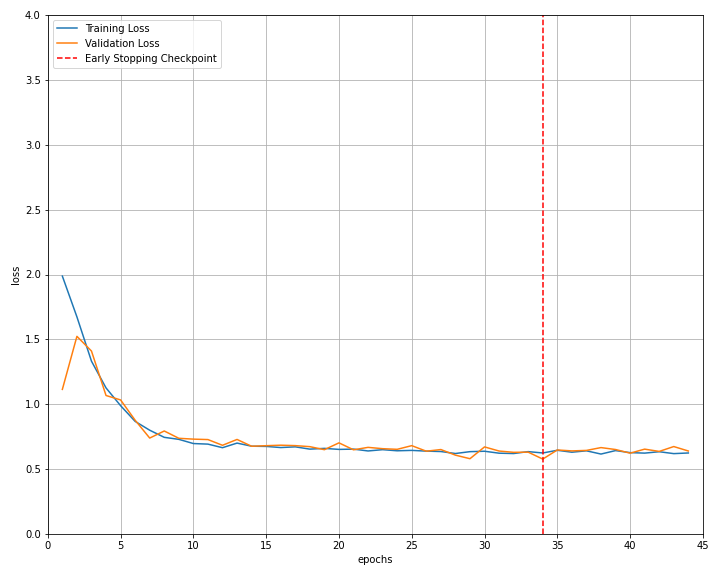 Training Loss
Validation Loss
Early Stopping Checkpoint
4.0
3.5
3.0
2.5
2.0
1.5
1.0
0.5
0.0
loss
0 5 10 15 20 25 30 35 40 45
epochs